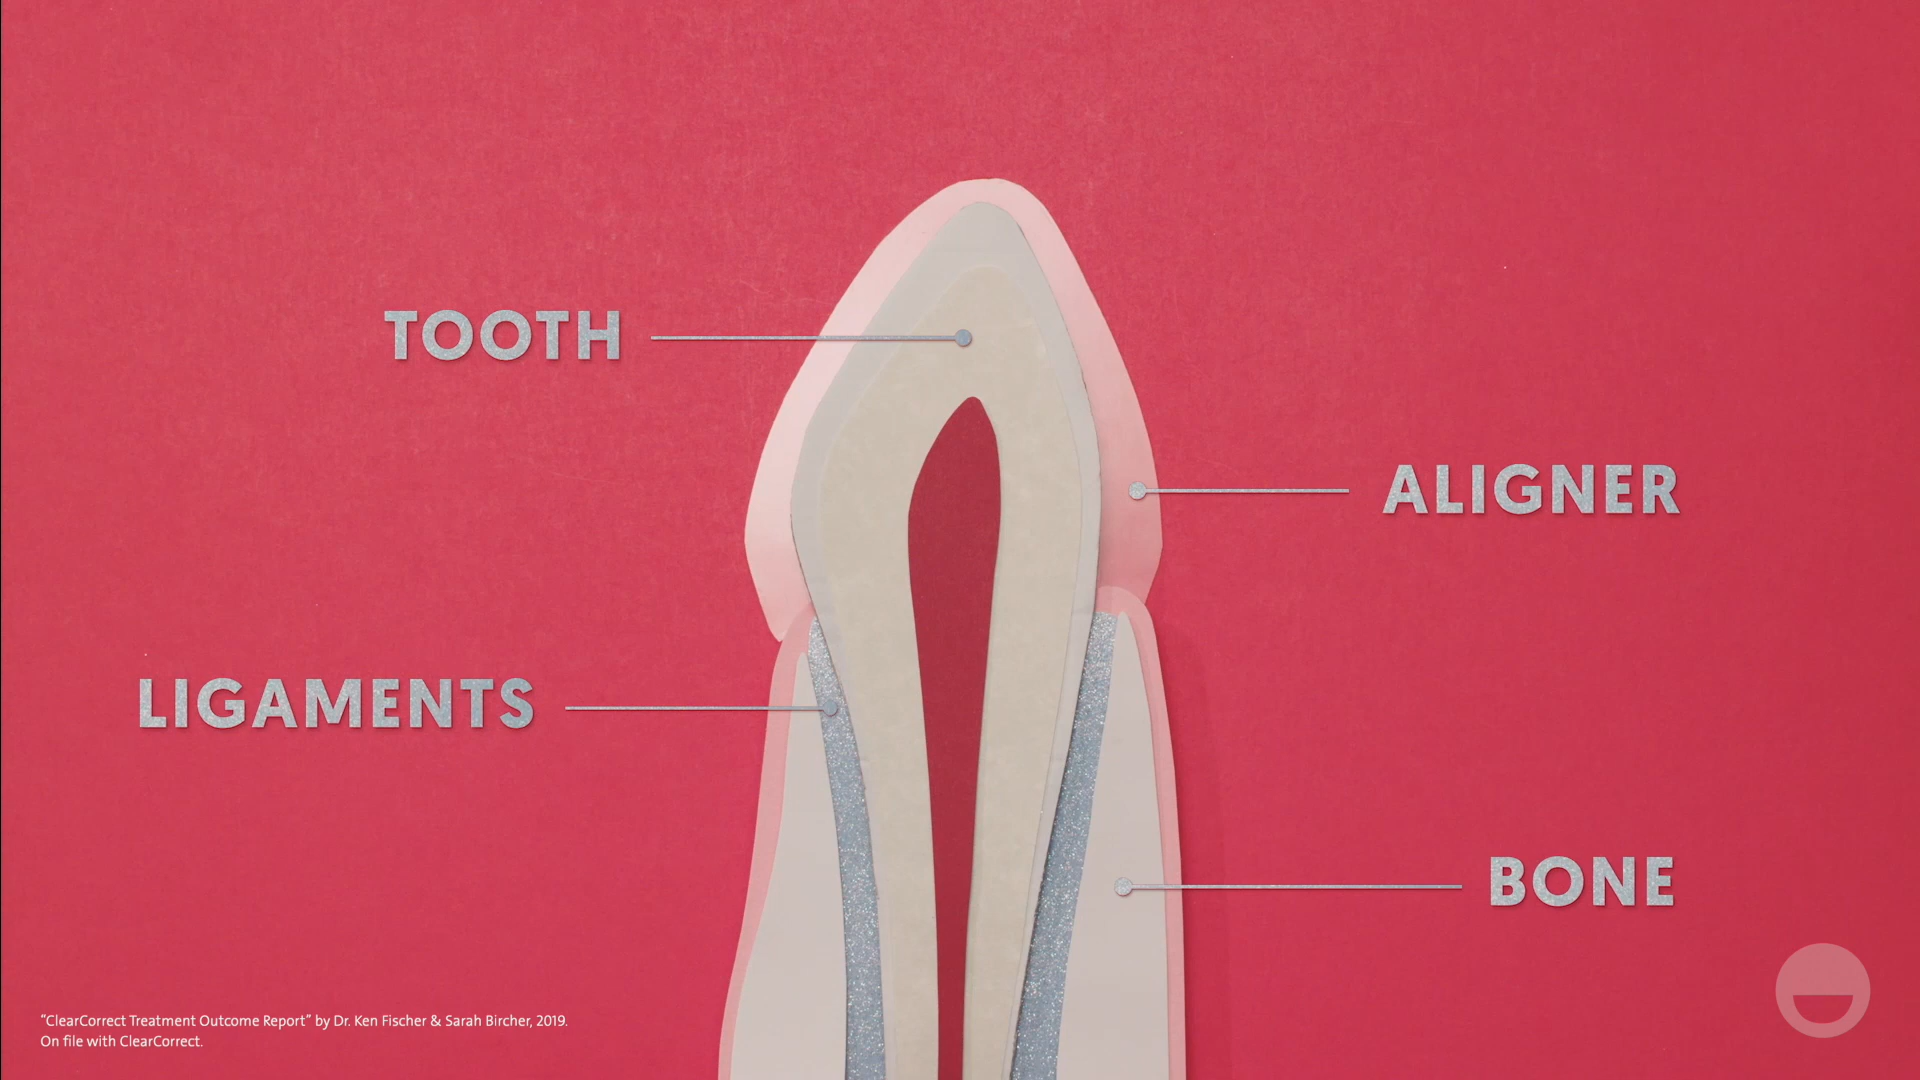 TOOTH
ALIGNER
LIGAMENTS
BONE
“ClearCorrect Treatment Outcome Report” by Dr. Ken Fischer & Sarah Bircher, 2019.
On file with ClearCorrect.